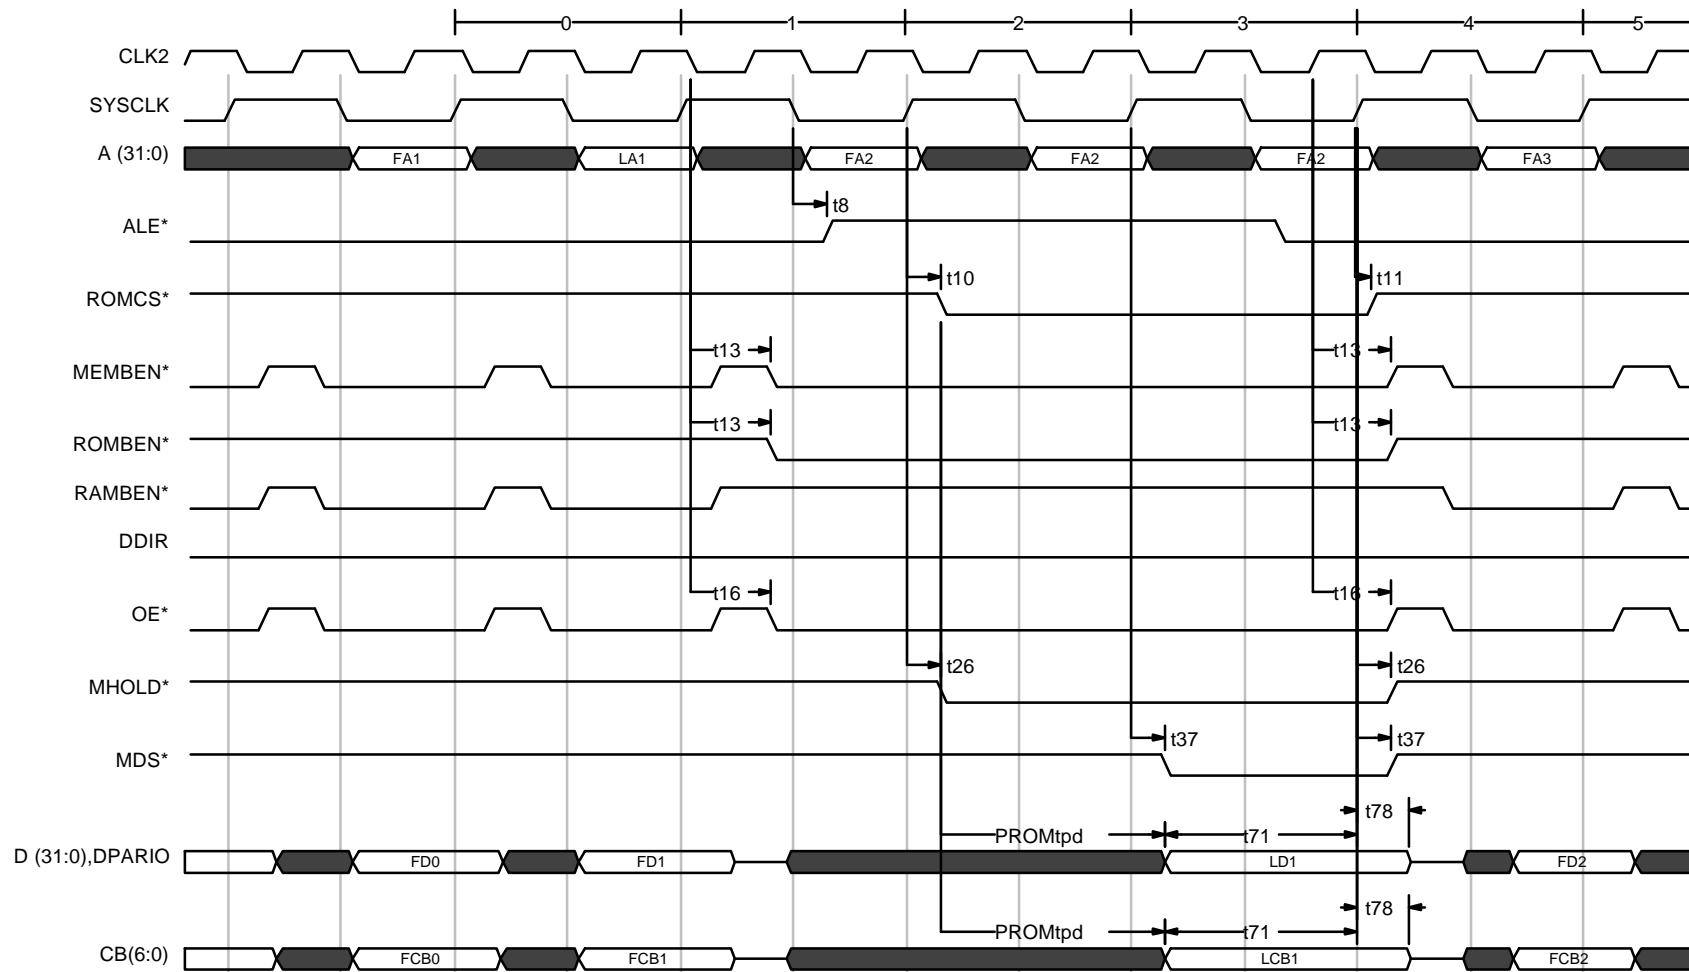 0 1 2 3 4 5
CLK2
SYSCLK
A (31:0) FA1 LA1 FA2 FA2 FA2 FA3
t8
ALE*
t10 t11
ROMCS*
t13 t13
MEMBEN*
t13 t13
ROMBEN*
RAMBEN*
DDIR
t16 t16
OE*
t26 t26
MHOLD*
t37 t37
MDS*
t78
PROMtpd t71
D (31:0),DPARIO FD0 FD1 LD1 FD2
t78
PROMtpd t71
CB(6:0) FCB0 FCB1 LCB1 FCB2